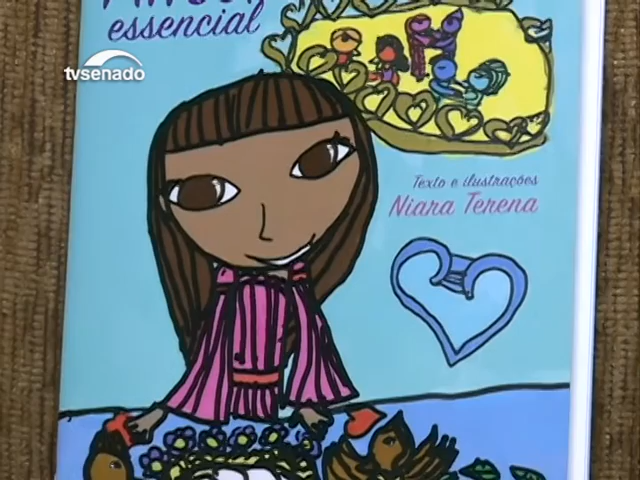 essencial
tvsenado
Texto e ilustrações
Niara Terena